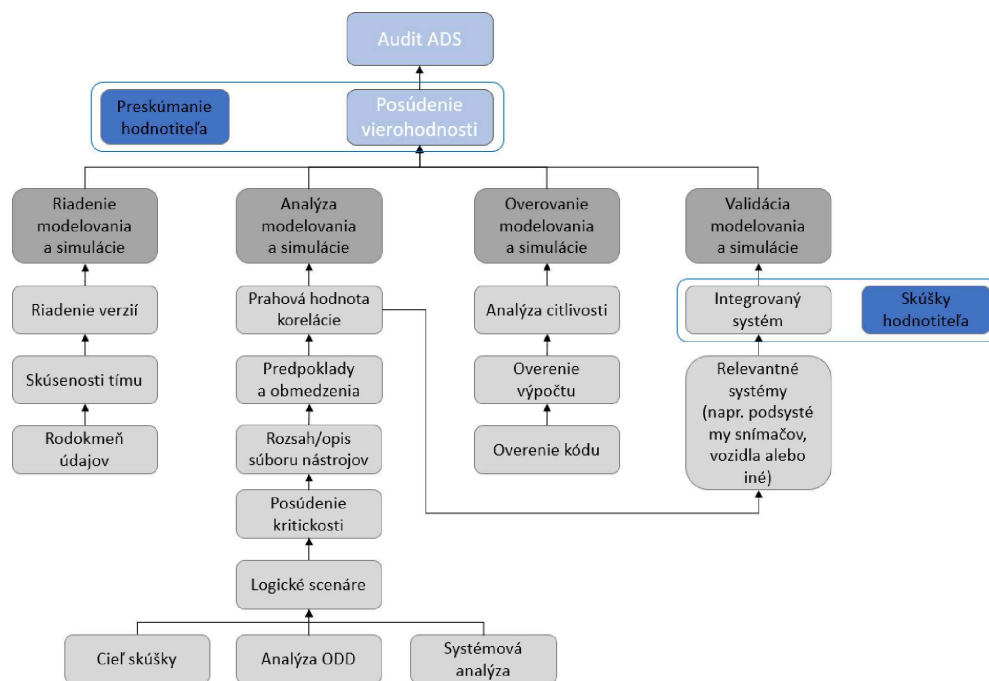 Audit ADS
Preskúmanie
hodnotiteľa
Posúdenie
vierohodnosti
Riadenie
modelovania
a simulácie
Analýza
modelovania
a simulácie
Overovanie
modelovania
a simulácie
Validácia
modelovania
a simulácie
Riadenie verzií
Prahová hodnota
korelácie
Analýza citlivosti
Integrovaný
systém
Skúšky
hodnotiteľa
Skúsenosti tímu
Predpoklady
a obmedzenia
Overenie
výpočtu
Relevantné
systémy
(napr. podsysté
my snímačov,
vozidla alebo
iné)
Rodokmeň
údajov
Rozsah/opis
súboru nástrojov
Overenie kódu
Posúdenie
kritickosti
Logické scenáre
Cieľ skúšky
Analýza ODD
Systémová
analýza